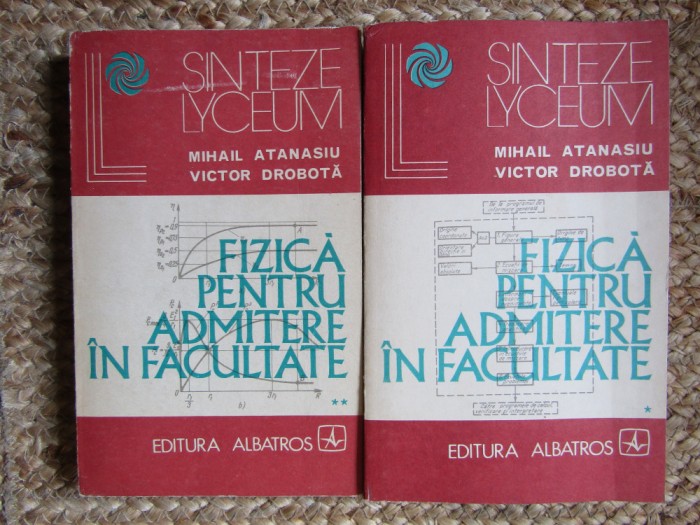 SINTEZE
LYCEUM
MIHAIL ATANASIU
VICTOR DROBOTĂ
FIZICĂ
PENTRU
ADMITERE
ÎN FACULTATE
**
EDITURA ALBATROS
SINTEZE
LYCEUM
MIHAIL ATANASIU
VICTOR DROBOTĂ
FIZICĂ
PENTRU
ADMITERE
ÎN FACULTATE
*
EDITURA ALBATROS